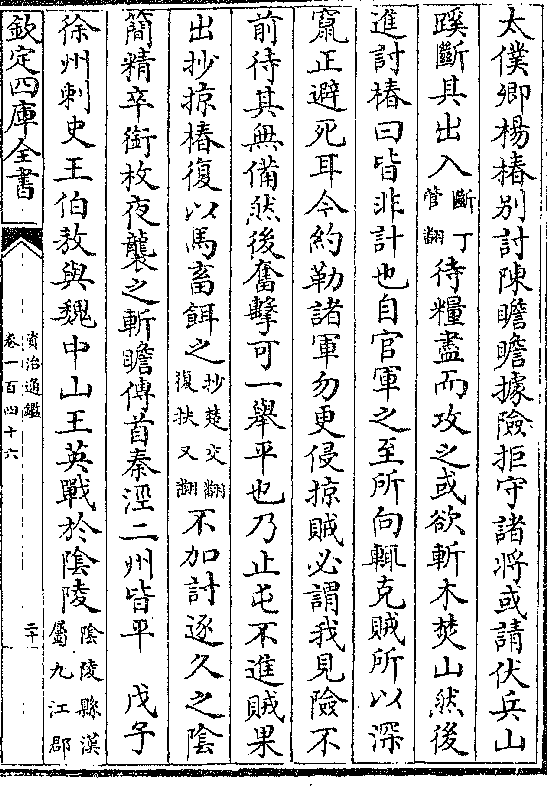 太僕卿楊椿别討陳瞻瞻據險拒守諸將或請伏兵山
蹊斷其出入斷丁管翻待糧盡而攻之或欲斬木焚山然後
進討椿曰皆非計也自官軍之至所向輒克賊所以深
竄正避死耳今約勒諸軍勿更侵掠賊必謂我見險不
前待其無備然後奮擊可一舉平也乃止屯不進賊果
出抄掠椿復以馬畜餌之抄楚交翻復扶又翻不加討逐久之陰
簡精卒銜枚夜襲之斬瞻傳首秦涇二州皆平　戊子
徐州刺史王伯敖與魏中山王英戰於陰陵陰陵縣漢屬九江郡
欽定四庫全書
資治通鑑
卷一百四十六
二十